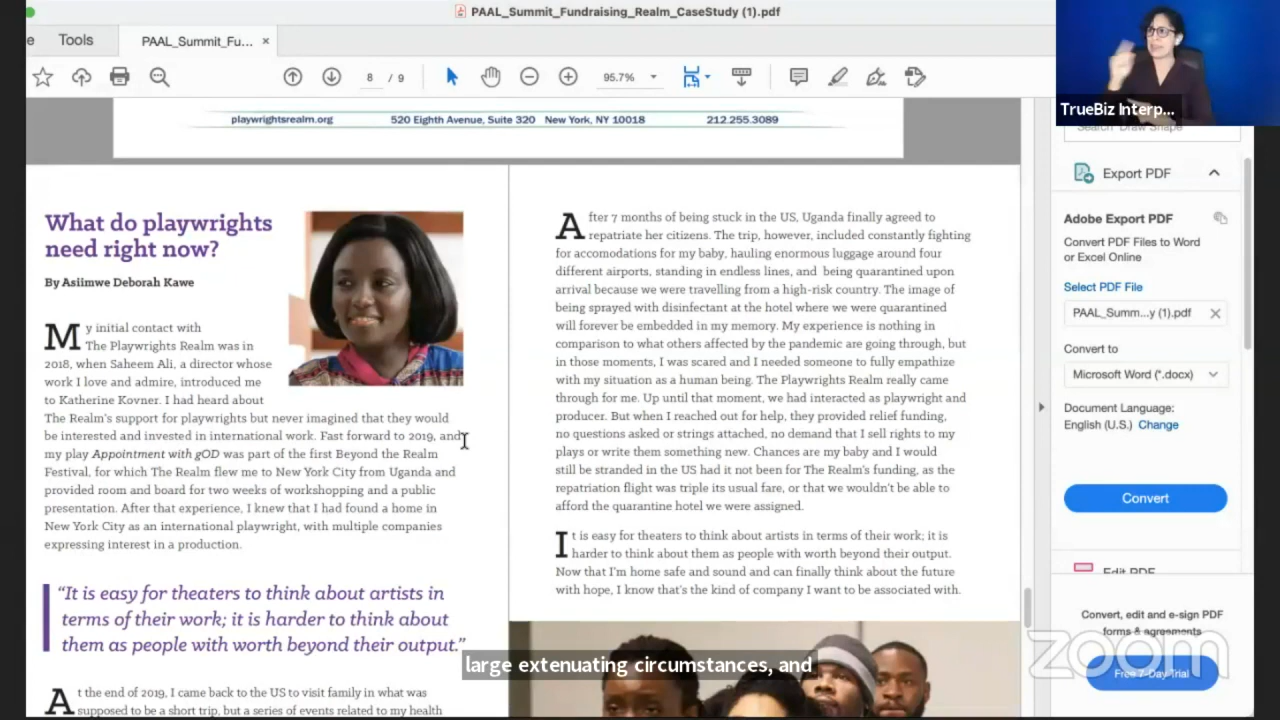 PAAL_Summit_Fundraising_Realm_CaseStudy (1).pdf
e
Tools
PAAL_Summit_Fu... ×
8 / 9
95.7%
TrueBiz Interp...
playwrightsrealm.org 520 Eighth Avenue, Suite 320 New York, NY 10018 212.255.3089
What do playwrights
need right now?
By Asiimwe Deborah Kawe
My initial contact with
The Playwrights Realm was in
2018, when Saheem Ali, a director whose
work I love and admire, introduced me
to Katherine Kovner. I had heard about
The Realm's support for playwrights but never imagined that they would
be interested and invested in international work. Fast forward to 2019, and
my play Appointment with gOD was part of the first Beyond the Realm
Festival, for which The Realm flew me to New York City from Uganda and
provided room and board for two weeks of workshopping and a public
presentation. After that experience, I knew that I had found a home in
New York City as an international playwright, with multiple companies
expressing interest in a production.
"It is easy for theaters to think about artists in
terms of their work; it is harder to think about
them as people with worth beyond their output."
At the end of 2019, I came back to the US to visit family in what was
supposed to be a short trip, but a series of events related to my health
After 7 months of being stuck in the US, Uganda finally agreed to
repatriate her citizens. The trip, however, included constantly fighting
for accomodations for my baby, hauling enormous luggage around four
different airports, standing in endless lines, and being quarantined upon
arrival because we were travelling from a high-risk country. The image of
being sprayed with disinfectant at the hotel where we were quarantined
will forever be embedded in my memory. My experience is nothing in
comparison to what others affected by the pandemic are going through, but
in those moments, I was scared and I needed someone to fully empathize
with my situation as a human being. The Playwrights Realm really came
through for me. Up until that moment, we had interacted as playwright and
producer. But when I reached out for help, they provided relief funding,
no questions asked or strings attached, no demand that I sell rights to my
plays or write them something new. Chances are my baby and I would
still be stranded in the US had it not been for The Realm's funding, as the
repatriation flight was triple its usual fare, or that we wouldn't be able to
afford the quarantine hotel we were assigned.
It is easy for theaters to think about artists in terms of their work; it is
harder to think about them as people with worth beyond their output.
Now that I'm home safe and sound and can finally think about the future
with hope, I know that's the kind of company I want to be associated with.
large extenuating circumstances, and
Search 'Draw Shape'
Export PDF
Adobe Export PDF
Convert PDF Files to Word
or Excel Online
Select PDF File
PAAL_Summ...y (1).pdf
Convert to
Microsoft Word (*.docx)
Document Language:
English (U.S.) Change
Convert
Edit PDF
Convert, edit and e-sign PDF
forms & agreements
Free 7-Day Trial
zoom